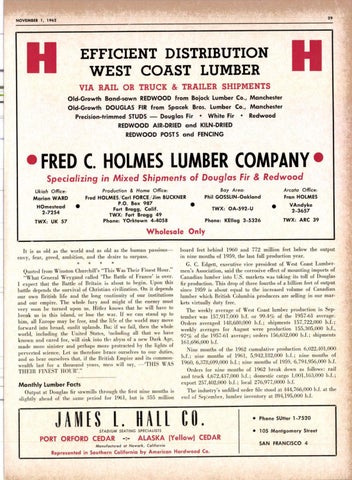 NOVEMBER 1, 1962
39
H
H
EFFICIENT DISTRIBUTION
WEST COAST LUMBER
VIA RAIL OR TRUCK & TRAILER SHIPMENTS
Old-Growth Band-sawn REDWOOD from Bojock Lumber Co., Manchester
Old-Growth DOUGLAS FIR from Spacek Bros. Lumber Co., Manchester
Precision-trimmed STUDS — Douglas Fir • White Fir • Redwood
REDWOOD AIR-DRIED and KILN-DRIED
REDWOOD POSTS and FENCING
• FRED C. HOLMES LUMBER COMPANY •
Specializing in Mixed Shipments of Douglas Fir & Redwood
Ukiah Office:
Marion WARD
HOmestead
2-7254
TWX: UK 57
Production & Home Office:
Fred HOLMES/Cerf FORCE/Jim BUCKNER
P.O. Box 987
Fort Bragg, Calif.
TWX: Fort Bragg 49
Phone: YOrktown 4-4058
Bay Area:
Phil GOSSLIN-Oakland
TWX: OA-592-U
Phone: KEllog 2-5326
Arcata Office:
Fran HOLMES
VAndyke
2-3657
TWX: ARC 39
Wholesale Only
It is as old as the world and as old as the human passions—
envy, fear, greed, ambition, and the desire to surpass.
* * * *
Quoted from Winston Churchill's "This Was Their Finest Hour."
"What General Weygand called 'The Battle of France' is over.
I expect that the Battle of Britain is about to begin. Upon this
battle depends the survival of Christian civilization. On it depends
our own British life and the long continuity of our institutions
and our empire. The whole fury and might of the enemy must
very soon be turned upon us. Hitler knows that he will have to
break us in this island, or lose the war. If we can stand up to
him, all Europe may be free, and the life of the world may move
forward into broad, sunlit uplands. But if we fail, then the whole
world, including the United States, including all that we have
known and cared for, will sink into the abyss of a new Dark Age,
made more sinister and perhaps more protracted by the lights of
perverted science. Let us therefore brace ourselves to our duties,
and so bear ourselves that, if the British Empire and its common-
wealth last for a thousand years, men will say, — 'THIS WAS
THEIR FINEST HOUR.'"
Monthly Lumber Facts
Output at Douglas fir sawmills through the first nine months is
slightly ahead of the same period for 1961, but is 355 million
board feet behind 1960 and 772 million feet below the output
in nine months of 1959, the last full production year.
G. C. Edgett, executive vice president of West Coast Lumber-
men's Association, said the corrosive effect of mounting imports of
Canadian lumber into U.S. markets was taking its toll of Douglas
fir production. This drop of three fourths of a billion feet of output
since 1959 is about equal to the increased volume of Canadian
lumber which British Columbia producers are selling in our mar-
kets virtually duty free.
The weekly average of West Coast lumber production in Sep-
tember was 157,917,000 b.f. or 99.4% of the 1957-61 average.
Orders averaged 148,660,000 b.f.; shipments 157,722,000 b.f.;
weekly averages for August were production 155,305,000 b.f.,
97% of the 1957-61 average; orders 156,652,000 b.f.; shipments
161,606,000 b.f.
Nine months of 1962 cumulative production 6,022,401,000
b.f.; nine months of 1961, 5,942,332,000 b.f.; nine months of
1960, 6,378,699,000 b.f.; nine months of 1959, 6,794,956,000 b.f.
Orders for nine months of 1962 break down as follows: rail
and truck 4,672,437,000 b.f.; domestic cargo 1,001,163,000 b.f.;
export 257,402,000 b.f.; local 276,972,000 b.f.
The industry's unfilled order file stood at 444,766,000 b.f. at the
end of September, lumber inventory at 894,195,000 b.f.
JAMES L. HALL CO.
STADIUM SEATING SPECIALISTS
PORT ORFORD CEDAR -:- ALASKA (Yellow) CEDAR
Manufactured at Newark, California
Represented in Southern California by American Hardwood Co.
• Phone SUtter 1-7520
• 105 Montgomery Street
SAN FRANCISCO 4